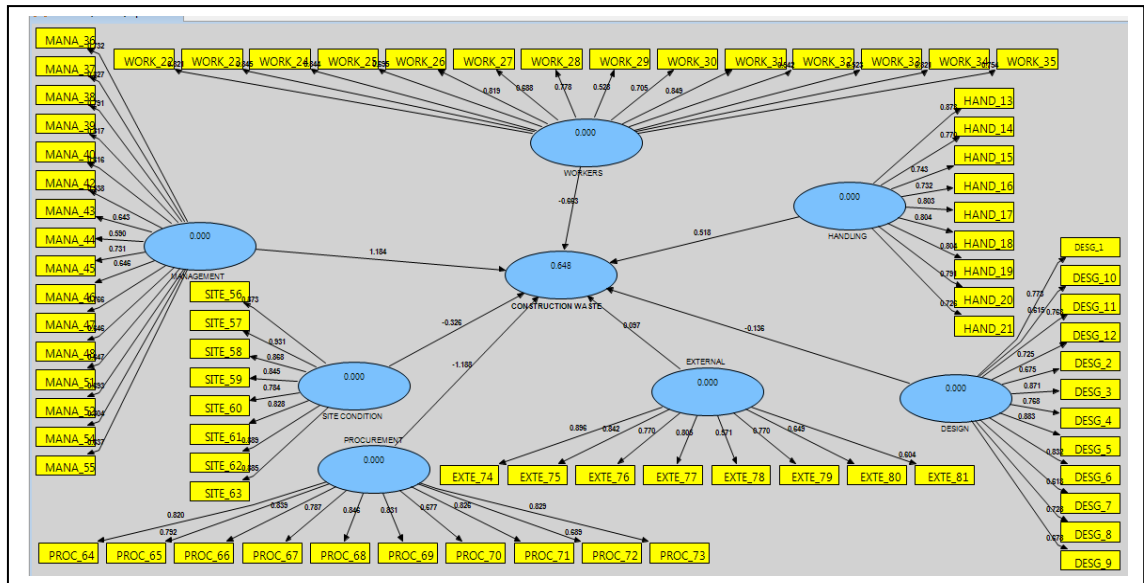 MANA_36
MANA_37
MANA_38
MANA_39
MANA_40
MANA_42
MANA_43
MANA_44
MANA_45
MANA_46
MANA_47
MANA_48
MANA_51
MANA_52
MANA_54
MANA_55
0.643
0.590
0.731
0.646
0.000
MANAGEMENT
1.184
WORK_22
WORK_23
WORK_24
WORK_25
WORK_26
WORK_27
WORK_28
WORK_29
WORK_30
WORK_31
WORK_32
WORK_33
WORK_34
WORK_35
0.819
0.688
0.778
0.528
0.705
0.849
0.000
WORKERS
-0.663
HAND_13
HAND_14
HAND_15
HAND_16
HAND_17
HAND_18
HAND_19
HAND_20
HAND_21
0.743
0.732
0.803
0.804
0.000
HANDLING
0.518
0.648
CONSTRUCTION WASTE
SITE_56
SITE_57
SITE_58
SITE_59
SITE_60
SITE_61
SITE_62
SITE_63
0.931
0.868
0.845
0.784
0.828
0.000
SITE CONDITION
-0.326
PROCUREMENT
0.000
-1.188
0.820
0.792
0.839
0.787
0.846
0.831
0.677
0.826
0.689
0.829
PROC_64
PROC_65
PROC_66
PROC_67
PROC_68
PROC_69
PROC_70
PROC_71
PROC_72
PROC_73
EXTERNAL
0.000
0.097
0.896
0.842
0.770
0.805
0.571
0.770
0.649
0.604
EXTE_74
EXTE_75
EXTE_76
EXTE_77
EXTE_78
EXTE_79
EXTE_80
EXTE_81
DESG_1
DESG_10
DESG_11
DESG_12
DESG_2
DESG_3
DESG_4
DESG_5
DESG_6
DESG_7
DESG_8
DESG_9
0.773
0.725
0.675
0.871
0.768
0.883
0.000
DESIGN
-0.136